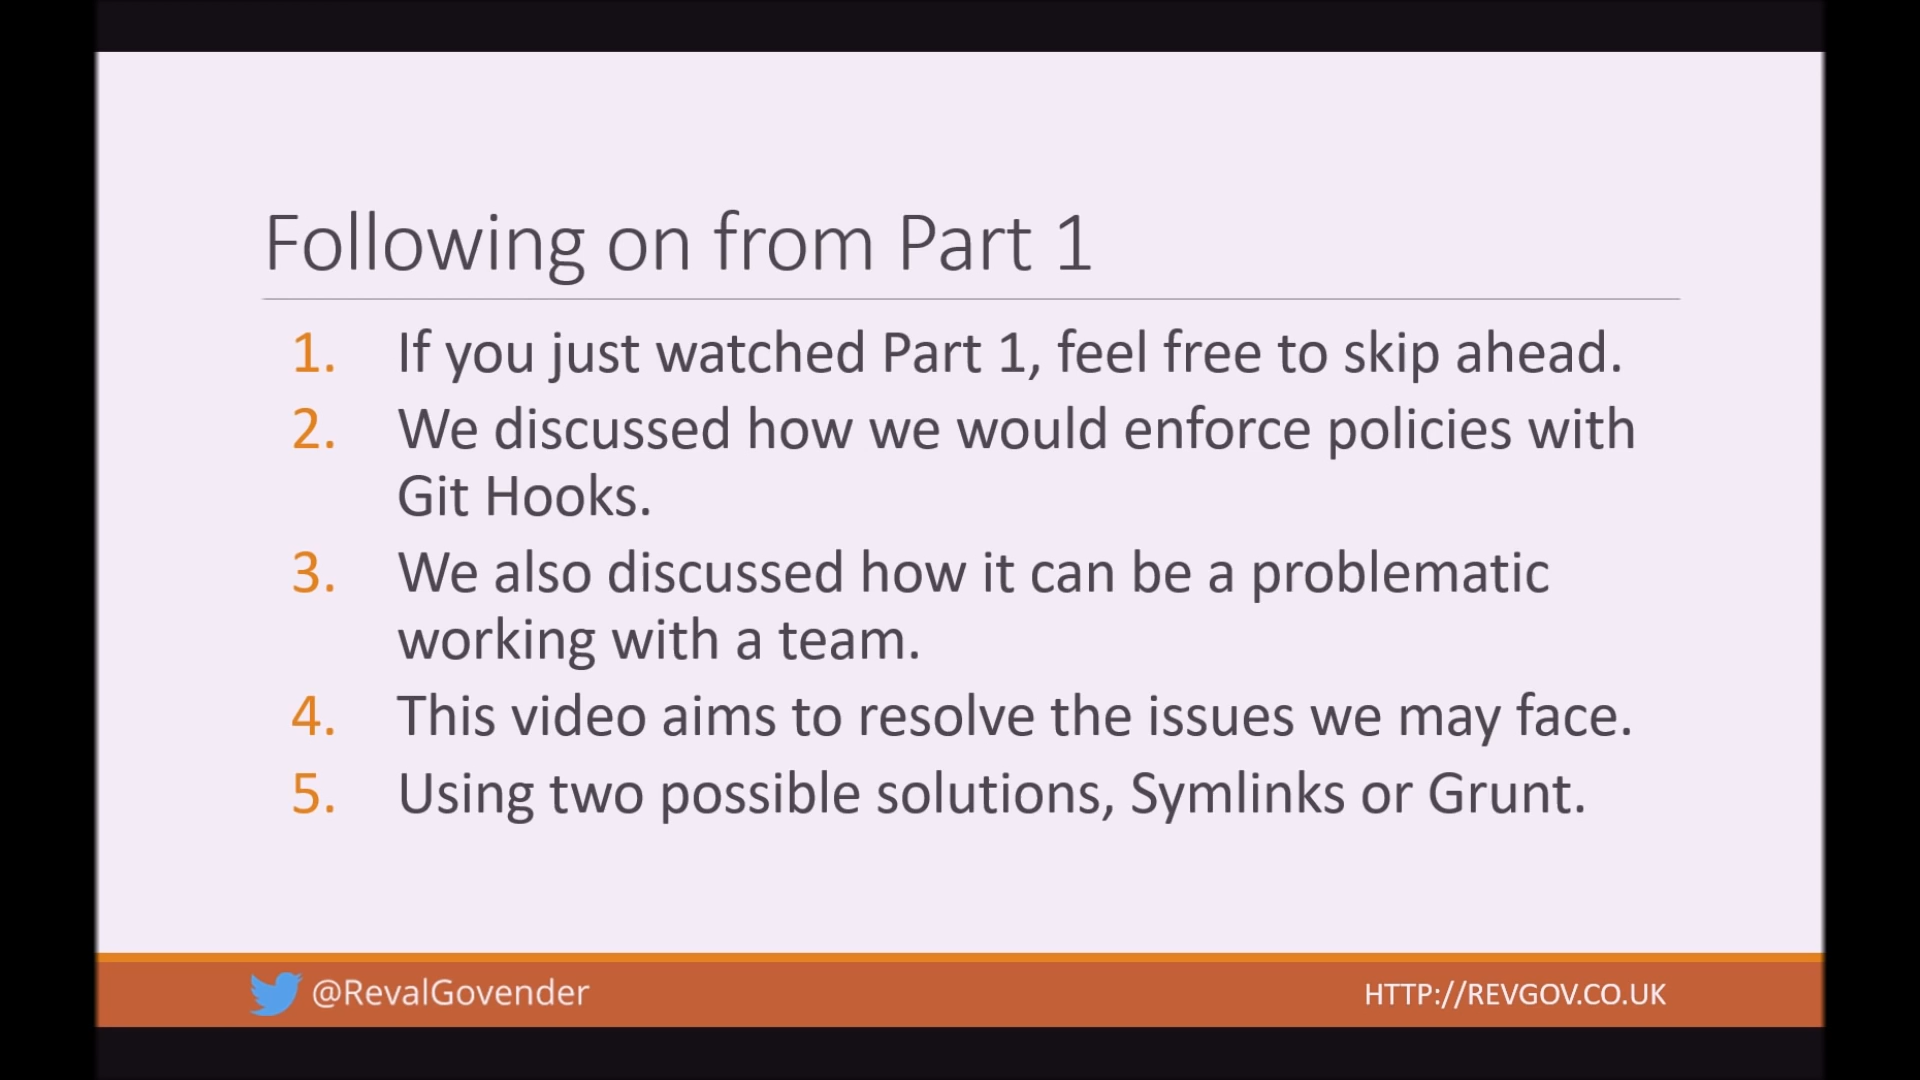 Following on from Part 1
1. If you just watched Part 1, feel free to skip ahead.
2. We discussed how we would enforce policies with
Git Hooks.
3. We also discussed how it can be a problematic
working with a team.
4. This video aims to resolve the issues we may face.
5. Using two possible solutions, Symlinks or Grunt.
@RevalGovender
HTTP://REVGOV.CO.UK